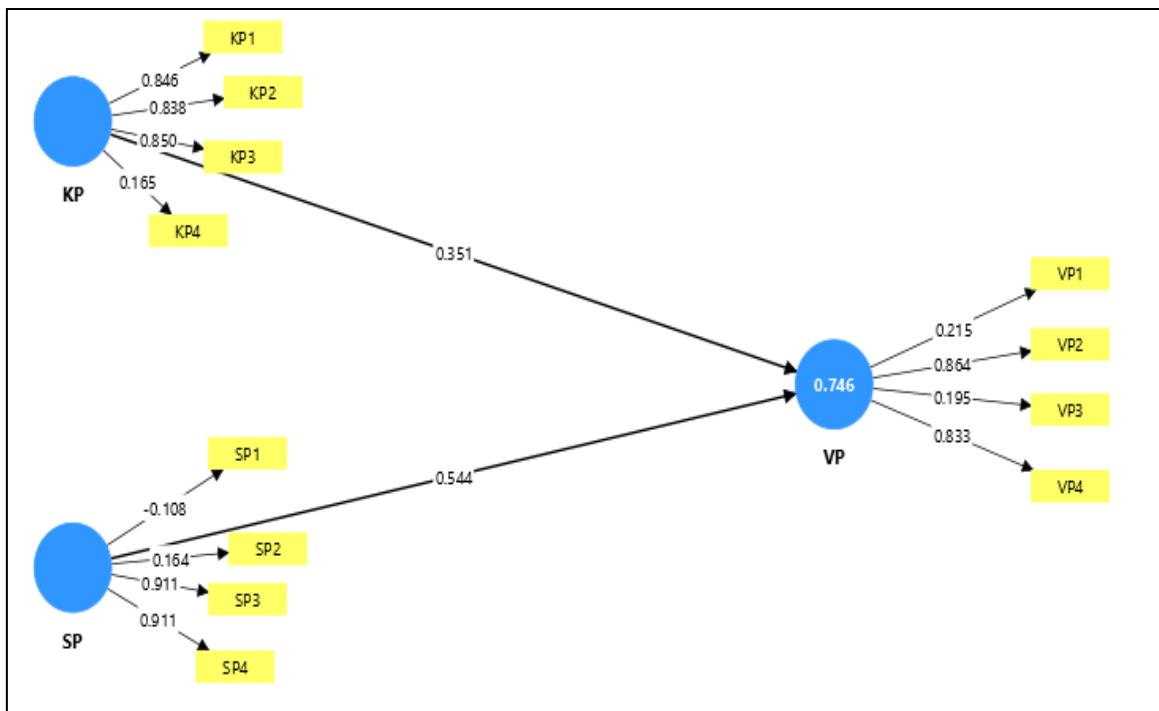 KP1
0.846
KP2
0.838
KP3
0.850
KP
0.165
KP4
0.351
VP1
0.215
VP2
0.864
0.746
VP3
0.195
0.833
VP
VP4
SP1
-0.108
0.544
SP2
0.164
0.911
SP3
0.911
SP
SP4